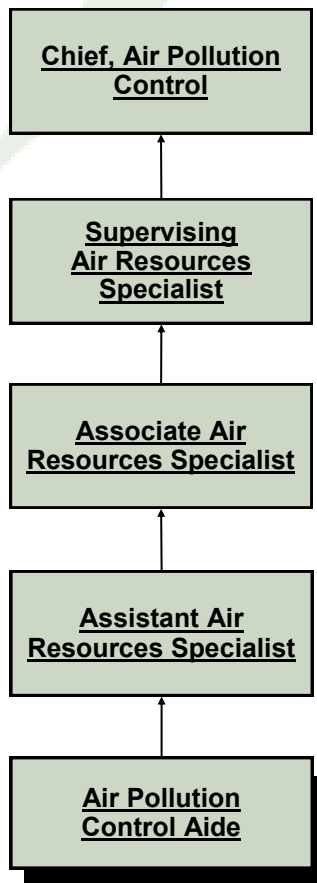 Chief, Air Pollution
Control
Supervising
Air Resources
Specialist
Associate Air
Resources Specialist
Assistant Air
Resources Specialist
Air Pollution
Control Aide